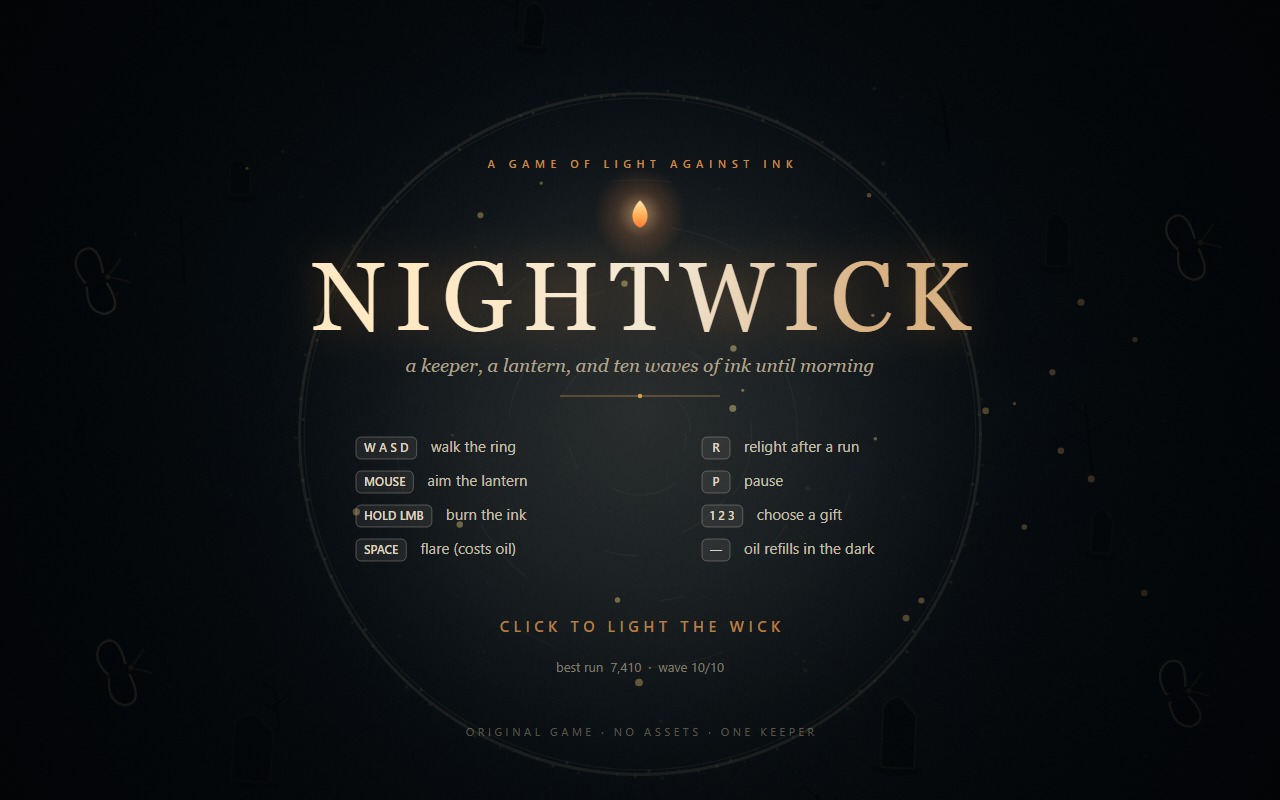 A GAME OF LIGHT AGAINST INK
NIGHTWICK
a keeper, a lantern, and ten waves of ink until morning
W A S D walk the ring
MOUSE aim the lantern
HOLD LMB burn the ink
SPACE flare (costs oil)
R relight after a run
P pause
1 2 3 choose a gift
— oil refills in the dark
CLICK TO LIGHT THE WICK
best run 7,410 · wave 10/10
ORIGINAL GAME · NO ASSETS · ONE KEEPER